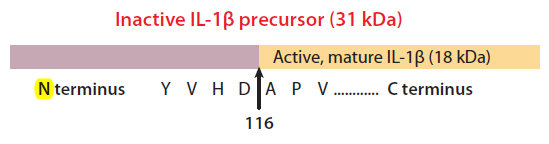 Inactive IL-1β precursor (31 kDa)
Active, mature IL-1β (18 kDa)
N terminus Y V H D A P V ............ C terminus
116